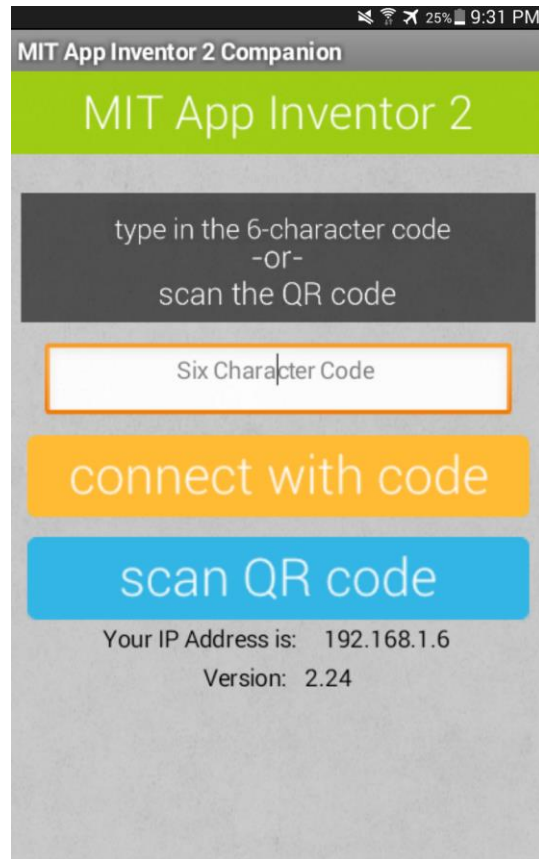 25% 9:31 PM
MIT App Inventor 2 Companion
MIT App Inventor 2
type in the 6-character code
-or-
scan the QR code
Six Character Code
connect with code
scan QR code
Your IP Address is: 192.168.1.6
Version: 2.24